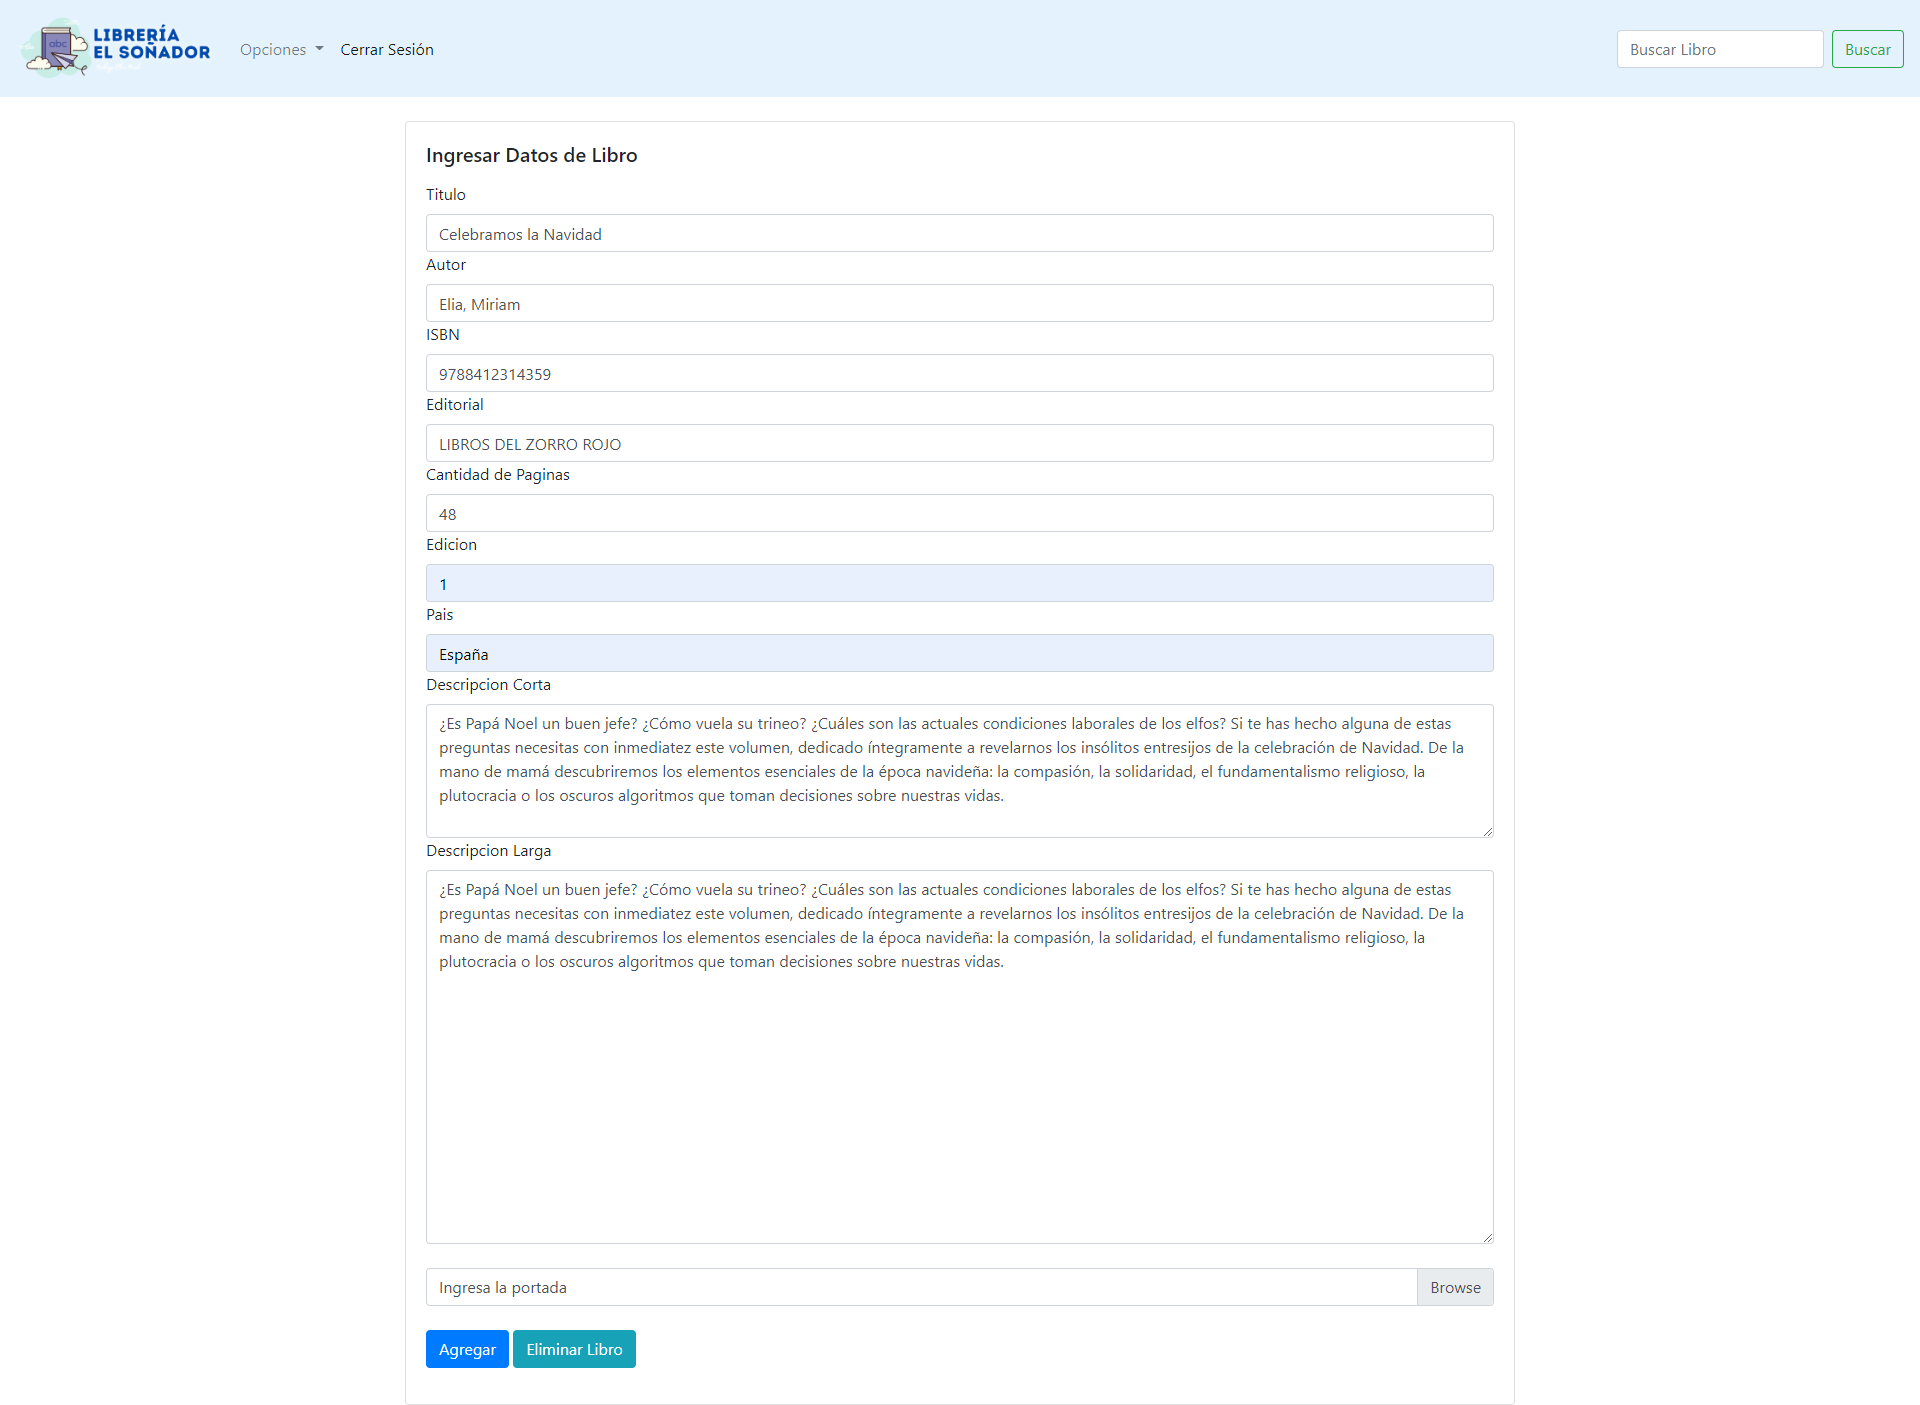 abc
LIBRERÍA
EL SOÑADOR
Opciones
Cerrar Sesión
Buscar Libro
Buscar
Ingresar Datos de Libro
Titulo
Celebramos la Navidad
Autor
Elia, Miriam
ISBN
9788412314359
Editorial
LIBROS DEL ZORRO ROJO
Cantidad de Paginas
48
Edicion
1
Pais
España
Descripcion Corta
¿Es Papá Noel un buen jefe? ¿Cómo vuela su trineo? ¿Cuáles son las actuales condiciones laborales de los elfos? Si te has hecho alguna de estas
preguntas necesitas con inmediatez este volumen, dedicado íntegramente a revelarnos los insólitos entresijos de la celebración de Navidad. De la
mano de mamá descubriremos los elementos esenciales de la época navideña: la compasión, la solidaridad, el fundamentalismo religioso, la
plutocracia o los oscuros algoritmos que toman decisiones sobre nuestras vidas.
Descripcion Larga
¿Es Papá Noel un buen jefe? ¿Cómo vuela su trineo? ¿Cuáles son las actuales condiciones laborales de los elfos? Si te has hecho alguna de estas
preguntas necesitas con inmediatez este volumen, dedicado íntegramente a revelarnos los insólitos entresijos de la celebración de Navidad. De la
mano de mamá descubriremos los elementos esenciales de la época navideña: la compasión, la solidaridad, el fundamentalismo religioso, la
plutocracia o los oscuros algoritmos que toman decisiones sobre nuestras vidas.
Ingresa la portada
Browse
Agregar
Eliminar Libro